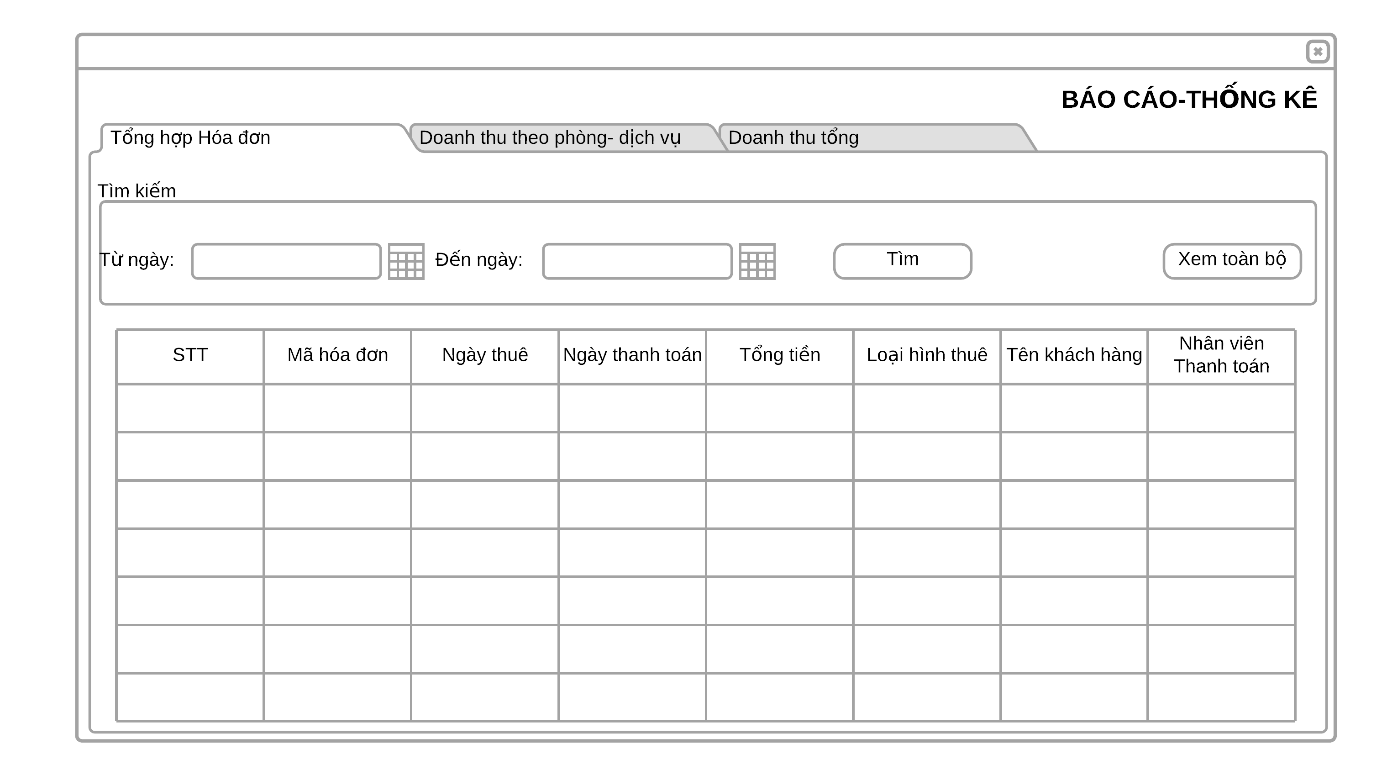 BÁO CÁO-THỐNG KÊ
Tổng hợp Hóa đơn
Doanh thu theo phòng- dịch vụ
Doanh thu tổng
Tìm kiếm
Từ ngày:
Đến ngày:
Tìm
Xem toàn bộ
STT
Mã hóa đơn
Ngày thuê
Ngày thanh toán
Tổng tiền
Loại hình thuê
Tên khách hàng
Nhân viên
Thanh toán